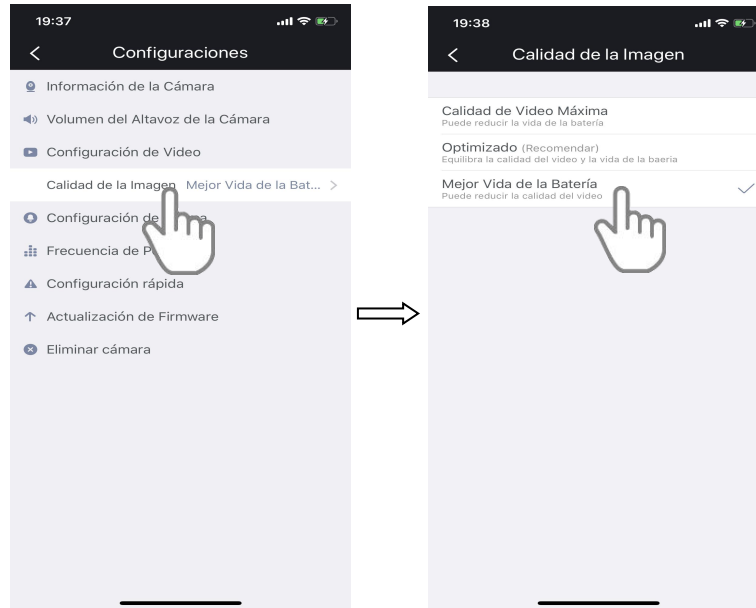 19:37
Configuraciones
Información de la Cámara
Volumen del Altavoz de la Cámara
Configuración de Video
Calidad de la Imagen Mejor Vida de la Bat...
Configuración de
Frecuencia de
Configuración rápida
Actualización de Firmware
Eliminar cámara
19:38
Calidad de la Imagen
Calidad de Video Máxima
Puede reducir la vida de la batería
Optimizado (Recomendar)
Equilibra la calidad del video y la vida de la baería
Mejor Vida de la Batería
Puede reducir la calidad del video